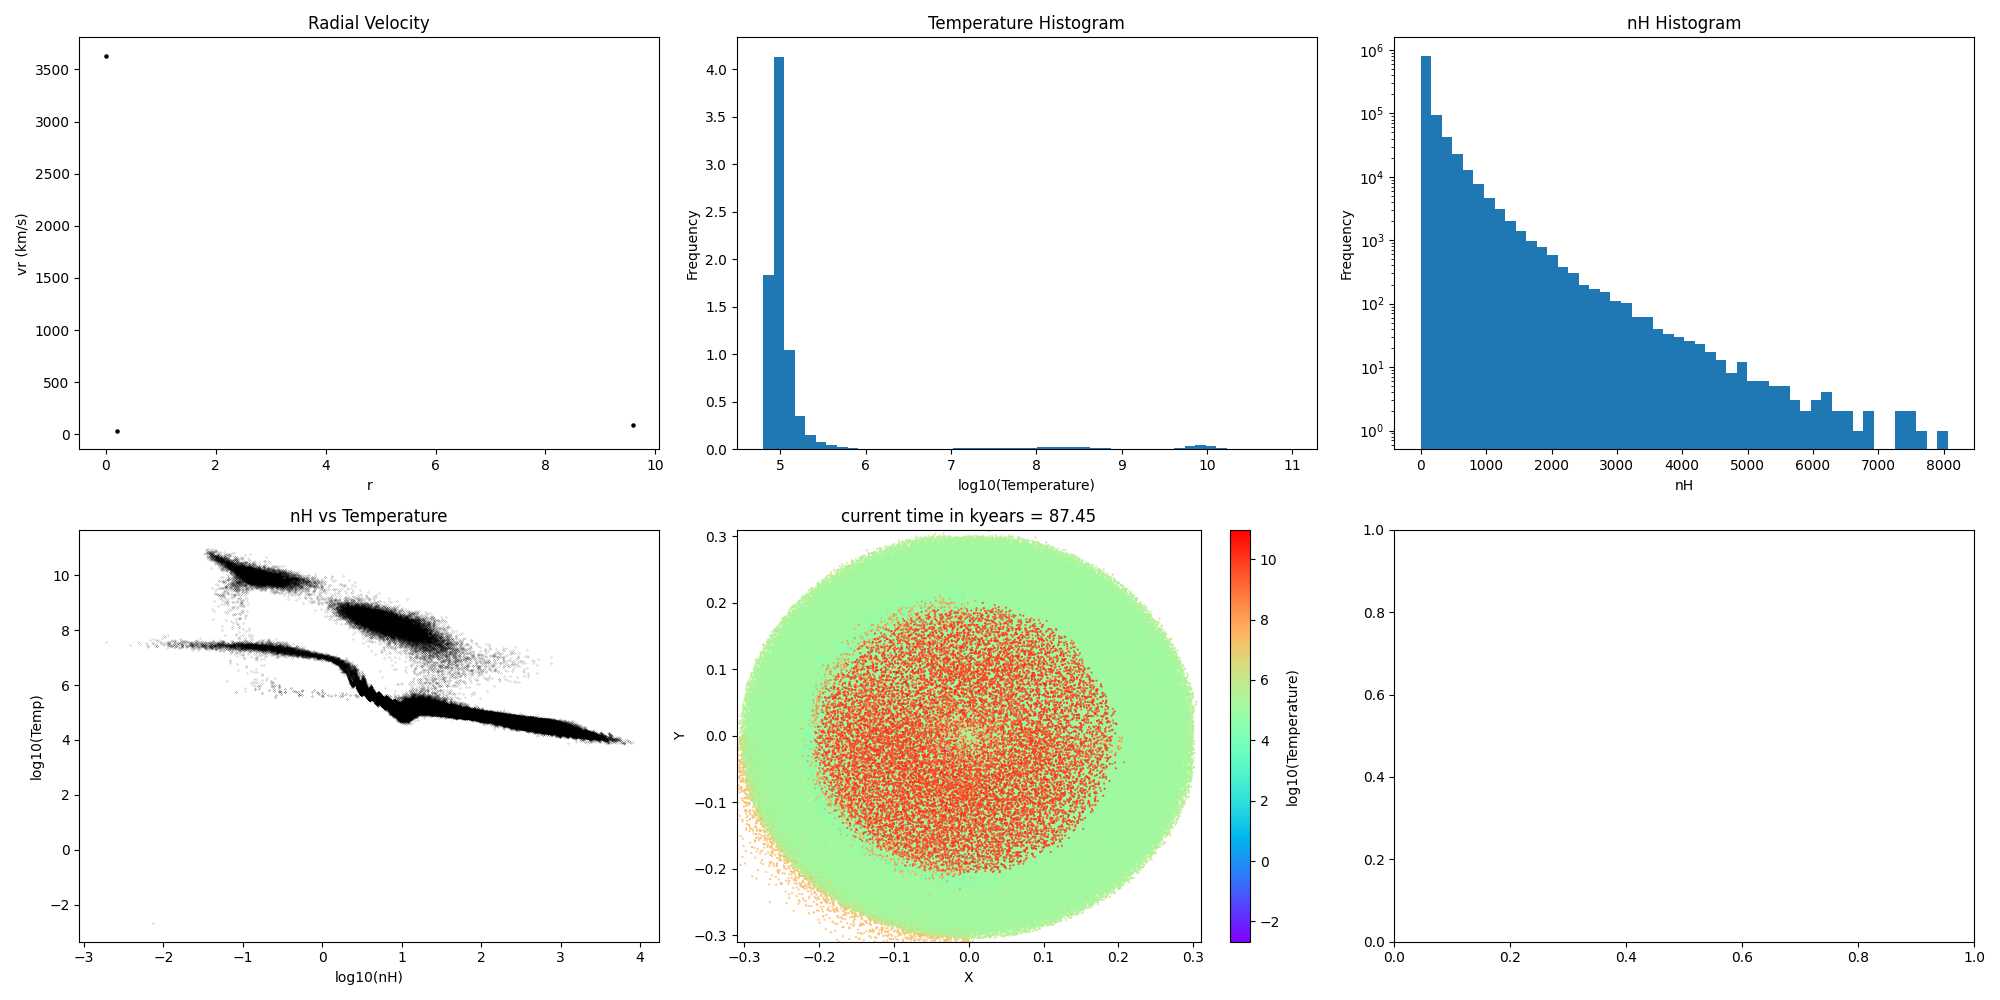 Radial Velocity
3500
3000
2500
2000
1500
1000
500
0
vr (km/s)
0 2 4 6 8 10
r
Temperature Histogram
4.0
3.5
3.0
2.5
2.0
1.5
1.0
0.5
0.0
Frequency
5 6 7 8 9 10 11
log10(Temperature)
nH Histogram
10⁶
10⁵
10⁴
10³
10²
10¹
10⁰
Frequency
0 1000 2000 3000 4000 5000 6000 7000 8000
nH
nH vs Temperature
10
8
6
4
2
0
−2
log10(Temp)
−3 −2 −1 0 1 2 3 4
log10(nH)
current time in kyears = 87.45
0.3
0.2
0.1
0.0
−0.1
−0.2
−0.3
Y
−0.3 −0.2 −0.1 0.0 0.1 0.2 0.3
X
10
8
6
4
2
0
−2
log10(Temperature)
1.0
0.8
0.6
0.4
0.2
0.0
0.0 0.2 0.4 0.6 0.8 1.0